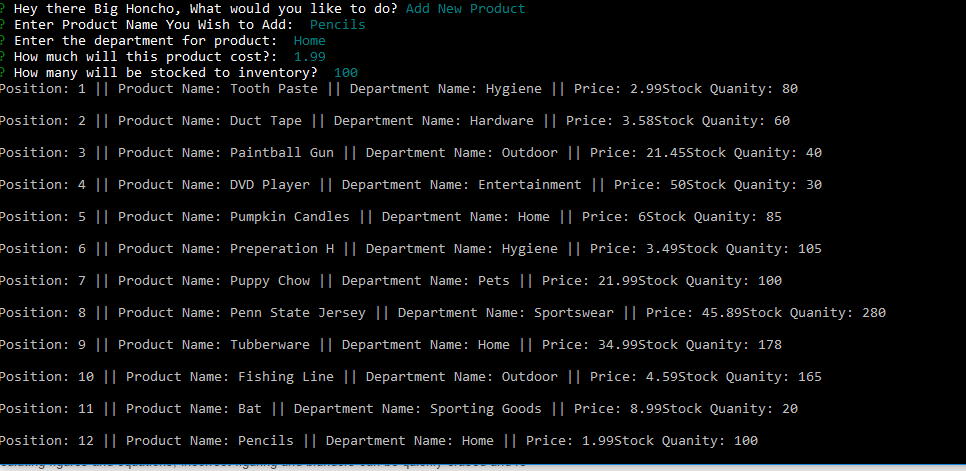 ? Hey there Big Honcho, What would you like to do? Add New Product
? Enter Product Name You Wish to Add:  Pencils
? Enter the department for product:  Home
? How much will this product cost?:  1.99
? How many will be stocked to inventory?  100
Position: 1 || Product Name: Tooth Paste || Department Name: Hygiene || Price: 2.99Stock Quanity: 80
Position: 2 || Product Name: Duct Tape || Department Name: Hardware || Price: 3.58Stock Quanity: 60
Position: 3 || Product Name: Paintball Gun || Department Name: Outdoor || Price: 21.45Stock Quanity: 40
Position: 4 || Product Name: DVD Player || Department Name: Entertainment || Price: 50Stock Quanity: 30
Position: 5 || Product Name: Pumpkin Candles || Department Name: Home || Price: 6Stock Quanity: 85
Position: 6 || Product Name: Preperation H || Department Name: Hygiene || Price: 3.49Stock Quanity: 105
Position: 7 || Product Name: Puppy Chow || Department Name: Pets || Price: 21.99Stock Quanity: 100
Position: 8 || Product Name: Penn State Jersey || Department Name: Sportswear || Price: 45.89Stock Quanity: 280
Position: 9 || Product Name: Tubberware || Department Name: Home || Price: 34.99Stock Quanity: 178
Position: 10 || Product Name: Fishing Line || Department Name: Outdoor || Price: 4.59Stock Quanity: 165
Position: 11 || Product Name: Bat || Department Name: Sporting Goods || Price: 8.99Stock Quanity: 20
Position: 12 || Product Name: Pencils || Department Name: Home || Price: 1.99Stock Quanity: 100